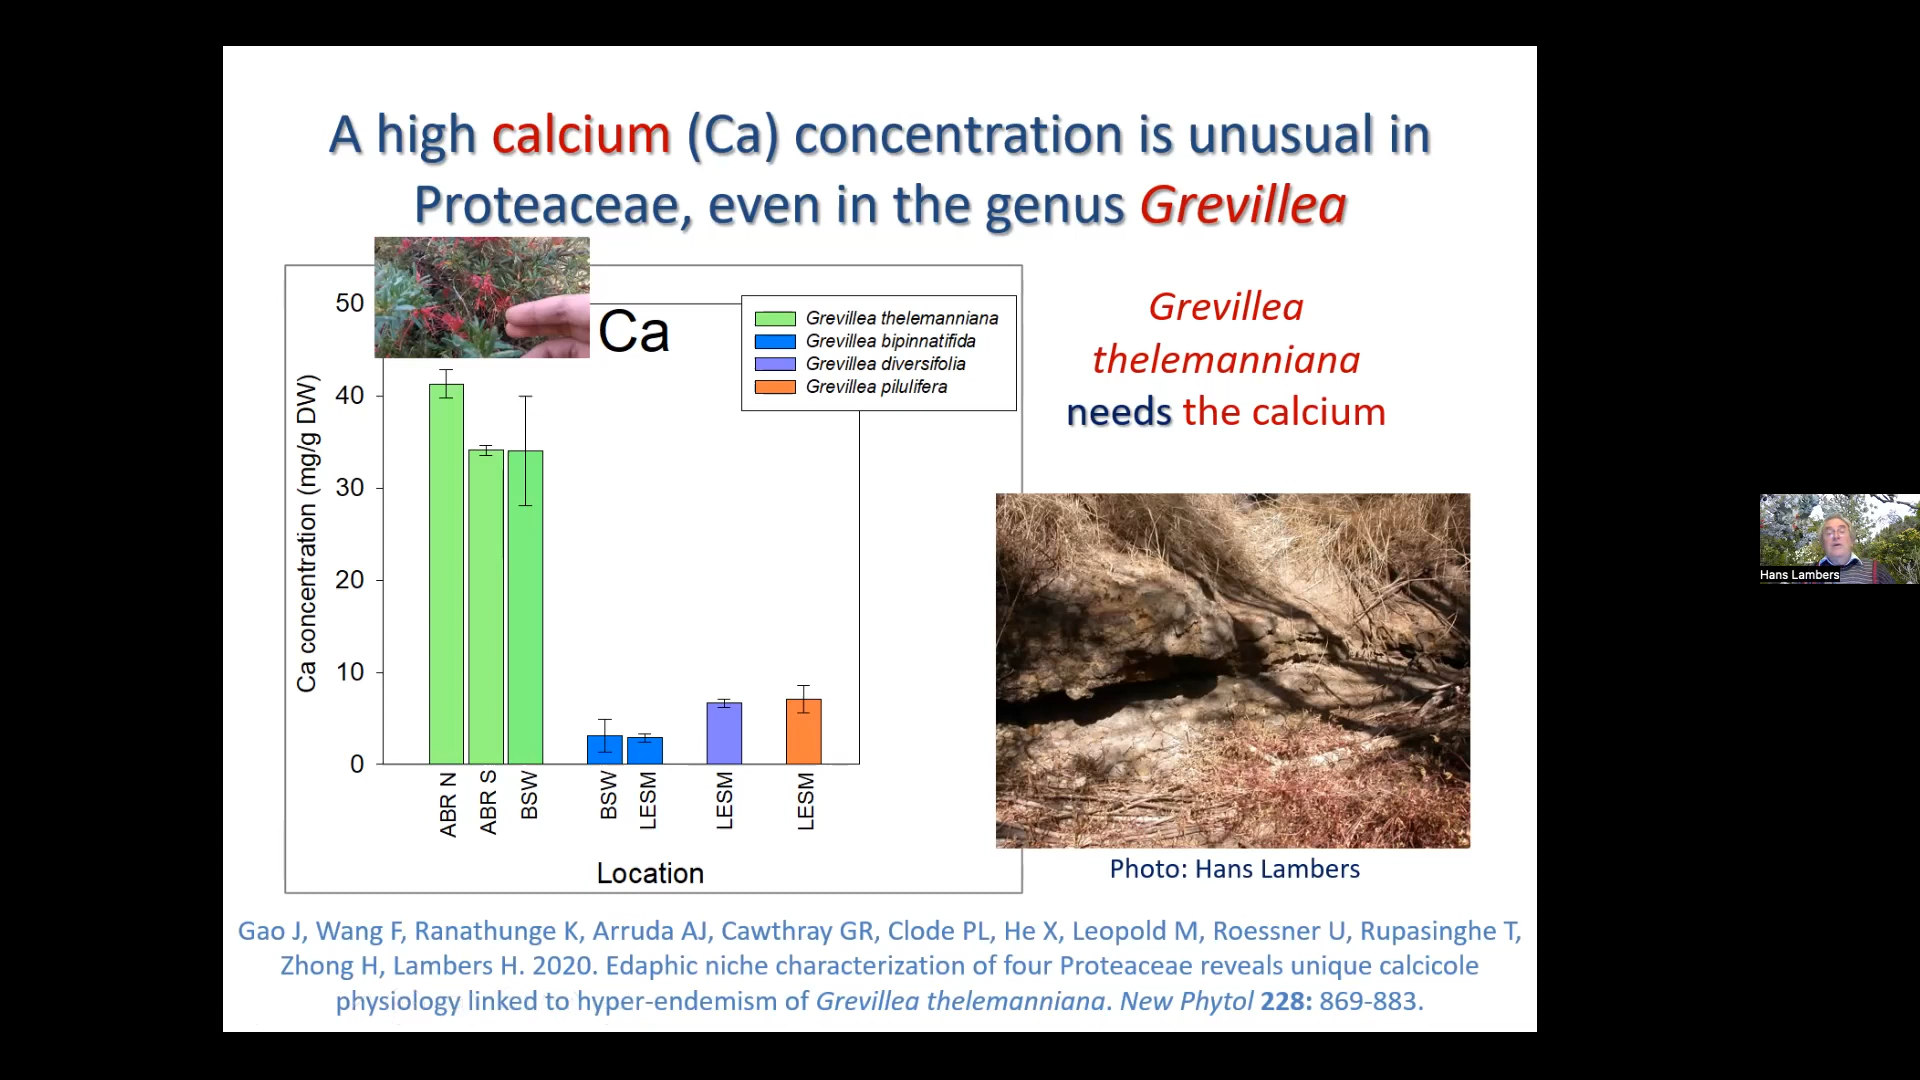 A high calcium (Ca) concentration is unusual in
Proteaceae, even in the genus Grevillea
Ca
Grevillea thelemanniana
Grevillea bipinnatifida
Grevillea diversifolia
Grevillea pilulifera
50
40
30
20
10
0
Ca concentration (mg/g DW)
ABR N
ABR S
BSW
BSW
LESM
LESM
LESM
Location
Grevillea
thelemanniana
needs the calcium
Photo: Hans Lambers
Hans Lambers
Gao J, Wang F, Ranathunge K, Arruda AJ, Cawthray GR, Clode PL, He X, Leopold M, Roessner U, Rupasinghe T,
Zhong H, Lambers H. 2020. Edaphic niche characterization of four Proteaceae reveals unique calcicole
physiology linked to hyper-endemism of Grevillea thelemanniana. New Phytol 228: 869-883.